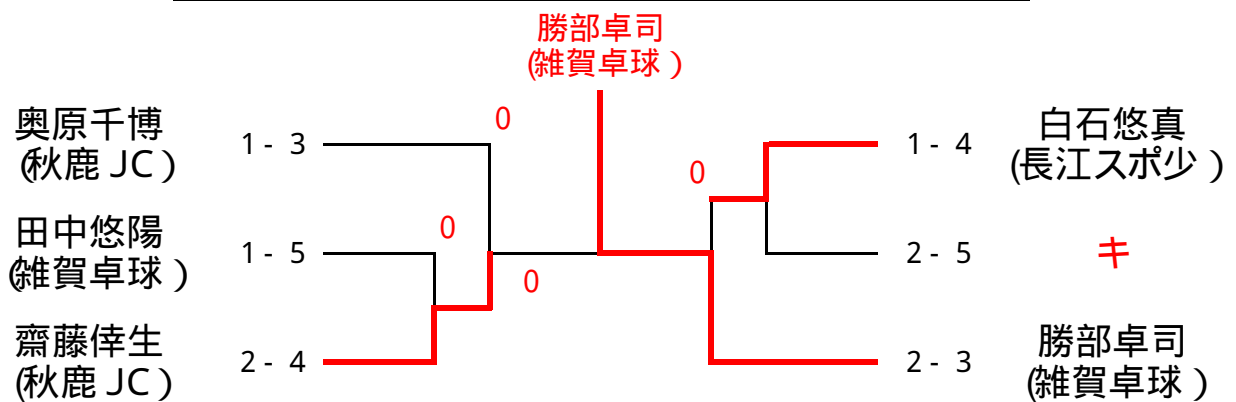 勝部卓司
(雑賀卓球)
奥原千博
(秋鹿 JC)
1 - 3
0
0
1 - 4
白石悠真
(長江スポ少)
田中悠陽
(雑賀卓球)
1 - 5
0
0
2 - 5
キ
齋藤倖生
(秋鹿 JC)
2 - 4
2 - 3
勝部卓司
(雑賀卓球)